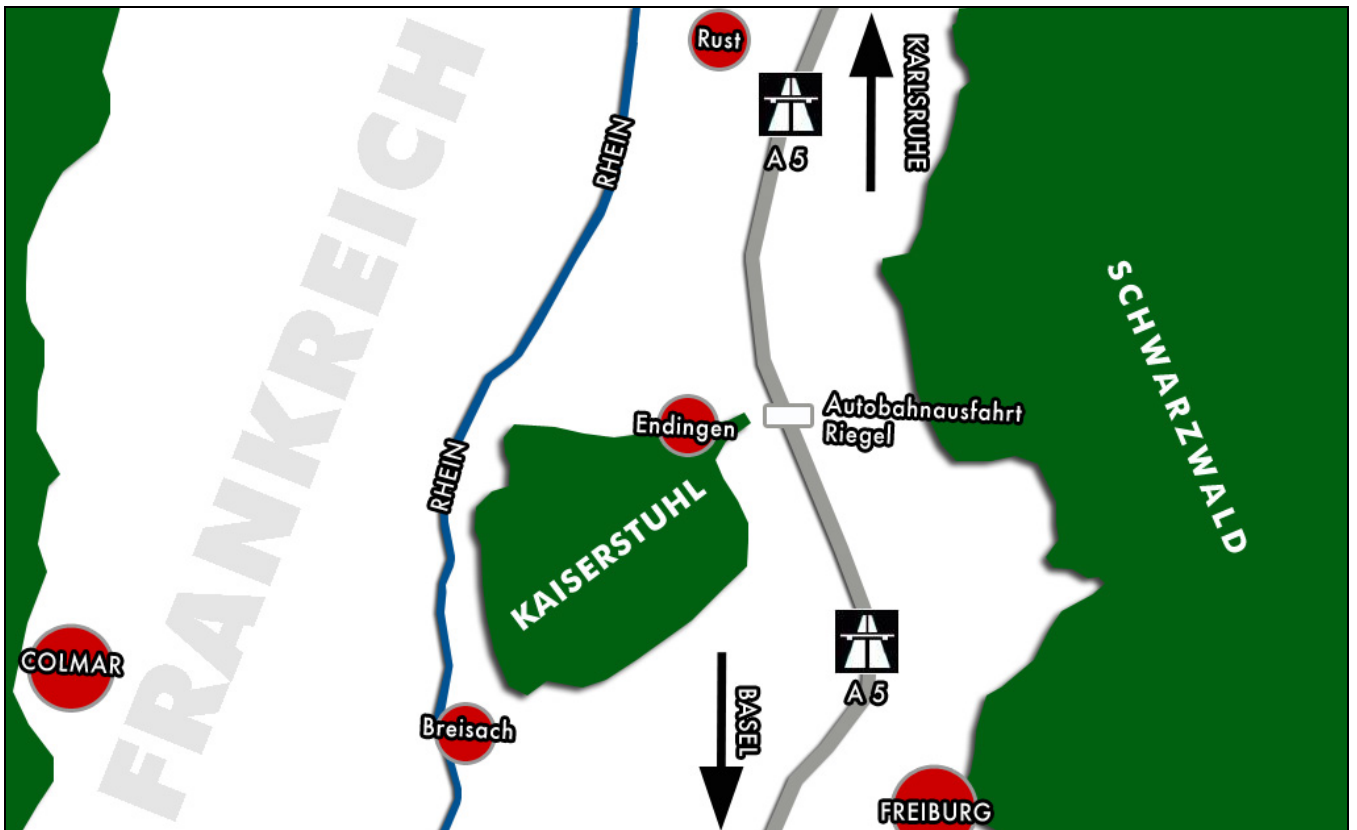 Rust
KARLSRUHE
FRANKREICH
RHEIN
A 5
SCHWARZWALD
Endingen
Autobahnausfahrt
Riegel
RHEIN
KAISERSTUHL
COLMAR
A 5
BASEL
Breisach
FREIBURG